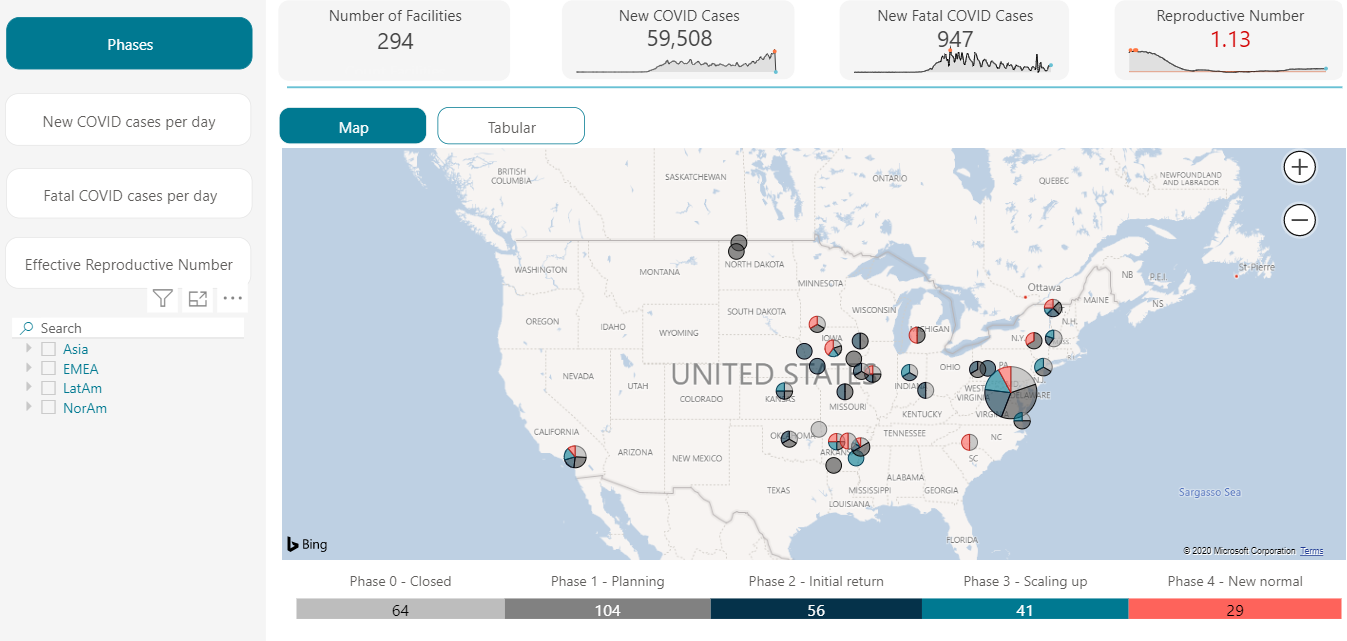 Phases
New COVID cases per day
Fatal COVID cases per day
Effective Reproductive Number
Search
Asia
EMEA
LatAm
NorAm
Number of Facilities
294
New COVID Cases
59,508
New Fatal COVID Cases
947
Reproductive Number
1.13
Map
Tabular
BRITISH
COLUMBIA
SASKATCHEWAN
ONTARIO
QUEBEC
NEWFOUNDLAND
AND LABRADOR
WASHINGTON
MONTANA
NORTH DAKOTA
MINNESOTA
Ottawa
NB
P.E.I.
St-Pierre
MAINE
NS
OREGON
IDAHO
WYOMING
SOUTH DAKOTA
WISCONSIN
MICHIGAN
N.H.
N.Y.
IOWA
NEVADA
UTAH
COLORADO
UNITED STATES
KANSAS
MISSOURI
INDIANA
OHIO
PA
N.J.
DELAWARE
WEST
VIRGINIA
VIRGINIA
KENTUCKY
CALIFORNIA
ARIZONA
NEW MEXICO
OKLAHOMA
ARKANSAS
TENNESSEE
NC
SC
TEXAS
MISSISSIPPI
ALABAMA
GEORGIA
LOUISIANA
FLORIDA
Sargasso Sea
Bing
© 2020 Microsoft Corporation Terms
Phase 0 - Closed
Phase 1 - Planning
Phase 2 - Initial return
Phase 3 - Scaling up
Phase 4 - New normal
64
104
56
41
29